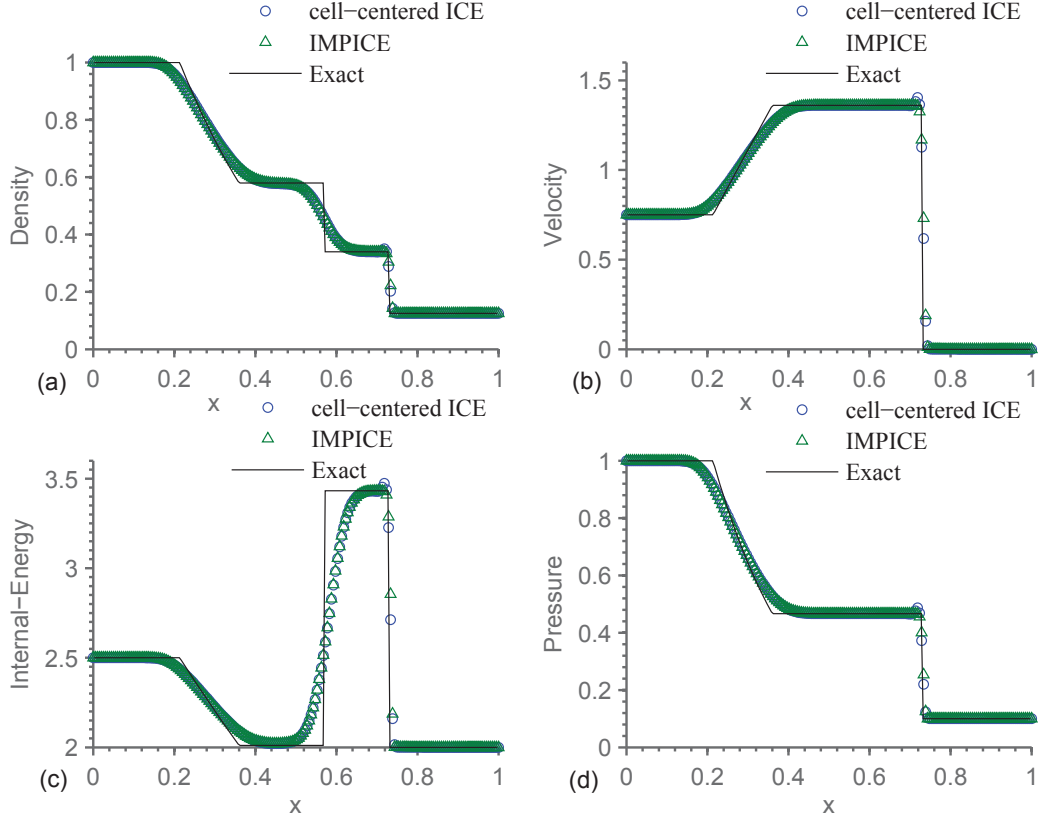 cell−centered ICE
IMPICE
Exact
1
0.8
0.6
0.4
0.2
0
Density
0 0.2 0.4 0.6 0.8 1
x
(a)
cell−centered ICE
IMPICE
Exact
1.5
1
0.5
0
Velocity
0 0.2 0.4 0.6 0.8 1
x
(b)
cell−centered ICE
IMPICE
Exact
3.5
3
2.5
2
Internal−Energy
0 0.2 0.4 0.6 0.8 1
x
(c)
cell−centered ICE
IMPICE
Exact
1
0.8
0.6
0.4
0.2
0
Pressure
0 0.2 0.4 0.6 0.8 1
x
(d)